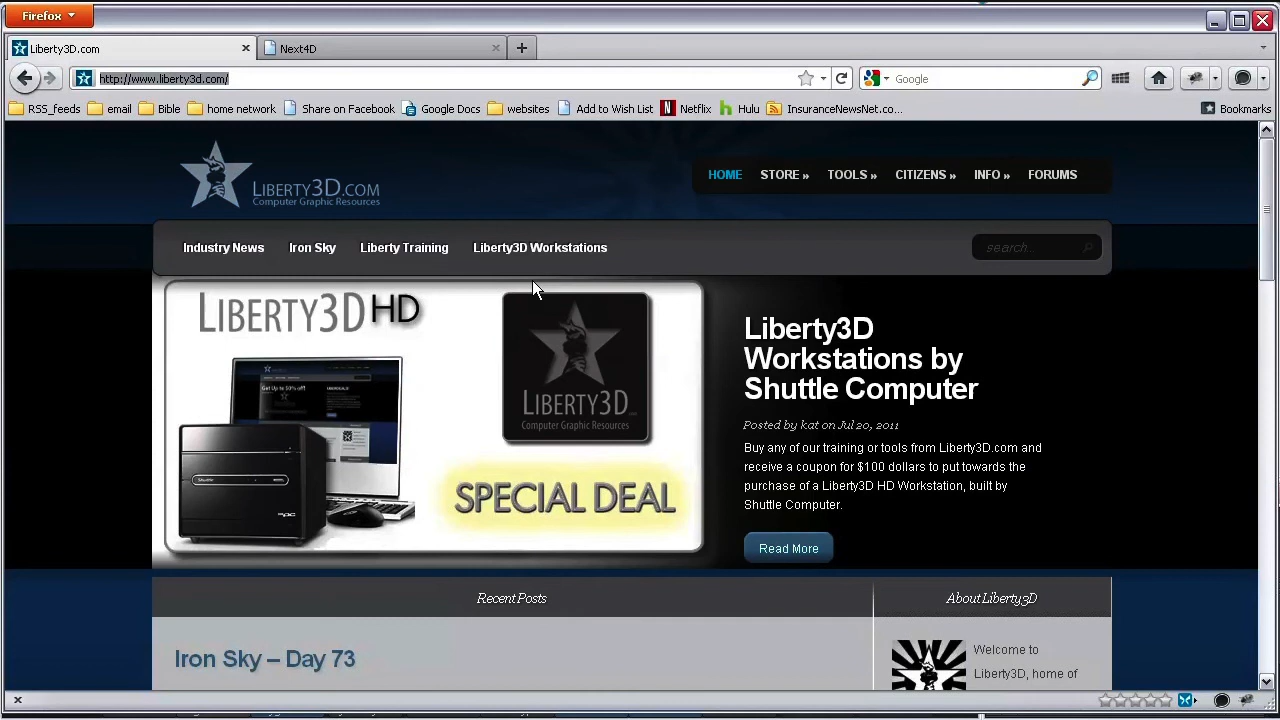 Firefox
Liberty3D.com
Next4D
http://www.liberty3d.com/
Google
RSS_feeds
email
Bible
home network
Share on Facebook
Google Docs
websites
Add to Wish List
Netflix
Hulu
InsuranceNewsNet.co...
Bookmarks
LIBERTY3D.COM
Computer Graphic Resources
HOME
STORE »
TOOLS »
CITIZENS »
INFO »
FORUMS
Industry News
Iron Sky
Liberty Training
Liberty3D Workstations
search...
LIBERTY3D HD
LIBERTY3D
Computer Graphic Resources
SPECIAL DEAL
Liberty3D
Workstations by
Shuttle Computer
Posted by kat on Jul 20, 2011
Buy any of our training or tools from Liberty3D.com and
receive a coupon for $100 dollars to put towards the
purchase of a Liberty3D HD Workstation, built by
Shuttle Computer.
Read More
Recent Posts
About Liberty3D
Iron Sky – Day 73
Welcome to
Liberty3D, home of